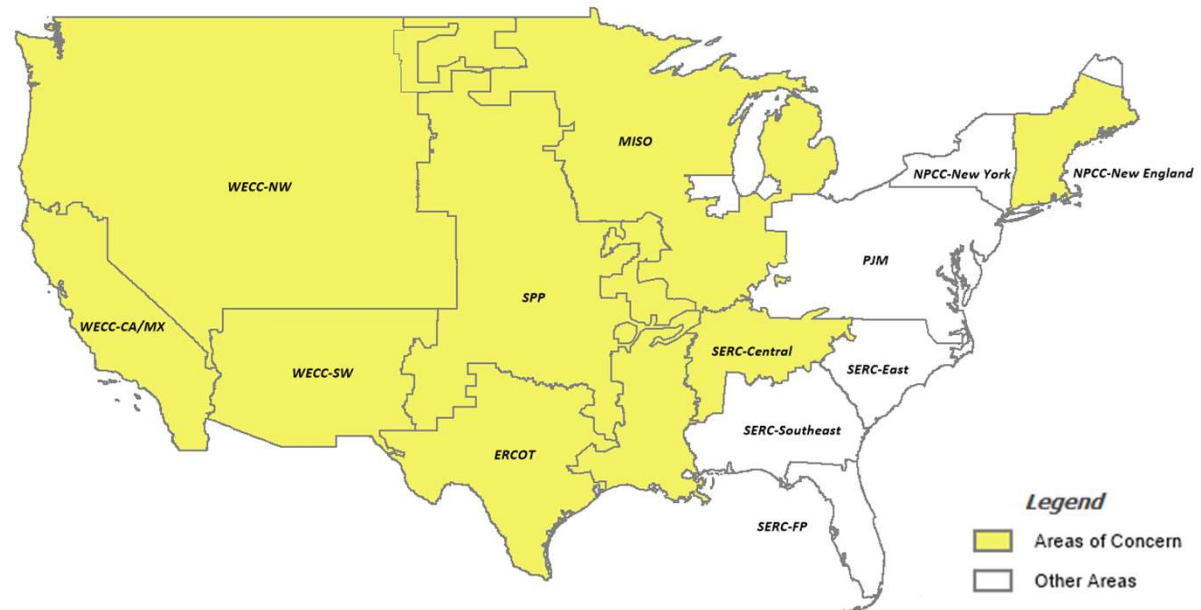 MISO
WECC-NW
NPCC-New York
NPCC-New England
PJM
SPP
WECC-CA/MX
SERC-Central
WECC-SW
SERC-East
SERC-Southeast
ERCOT
Legend
SERC-FP
Areas of Concern
Other Areas